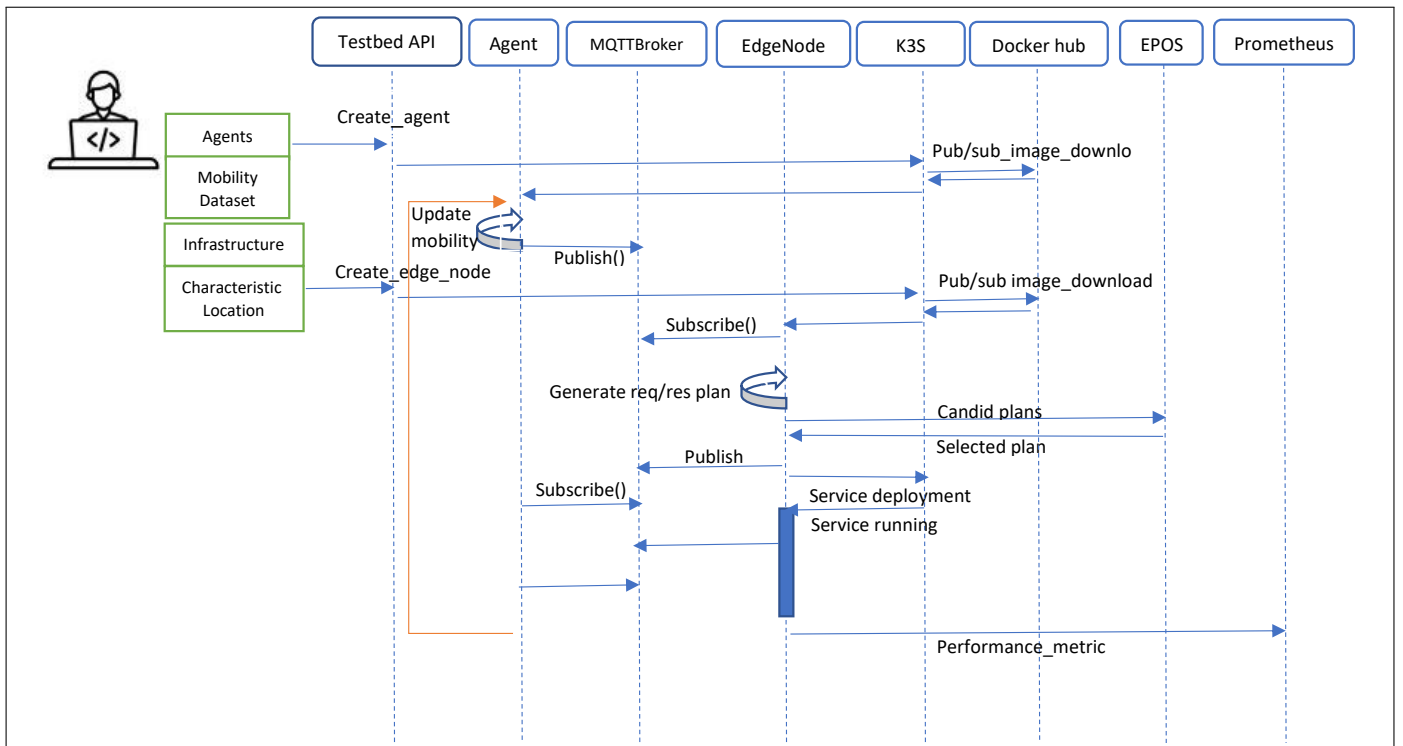 Testbed API
Agent
MQTTBroker
EdgeNode
K3S
Docker hub
EPOS
Prometheus
</>
Create_agent
Agents
Pub/sub_image_downlo
Mobility
Dataset
Update
mobility
Infrastructure
Publish()
Create_edge_node
Characteristic
Location
Pub/sub image_download
Subscribe()
Generate req/res plan
Candid plans
Selected plan
Publish
Subscribe()
Service deployment
Service running
Performance_metric